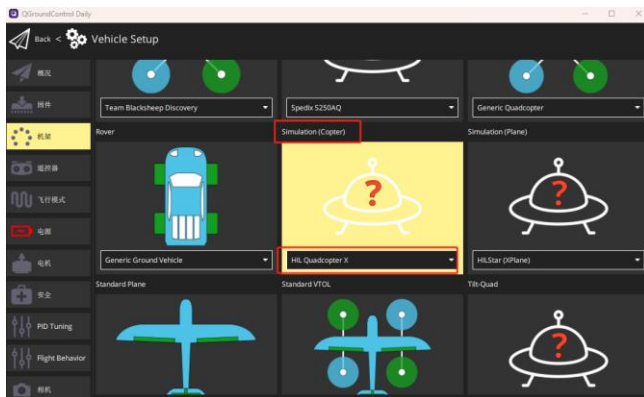 QGroundControl Daily
Back < Vehicle Setup
概况
固件
机架
遥控器
飞行模式
电源
电机
安全
PID Tuning
Flight Behavior
相机
Team Blacksheep Discovery
Spedix S250AQ
Generic Quadcopter
Rover
Simulation (Copter)
Simulation (Plane)
?
?
Generic Ground Vehicle
HIL Quadcopter X
HILStar (XPlane)
Standard Plane
Standard VTOL
Tilt-Quad
?